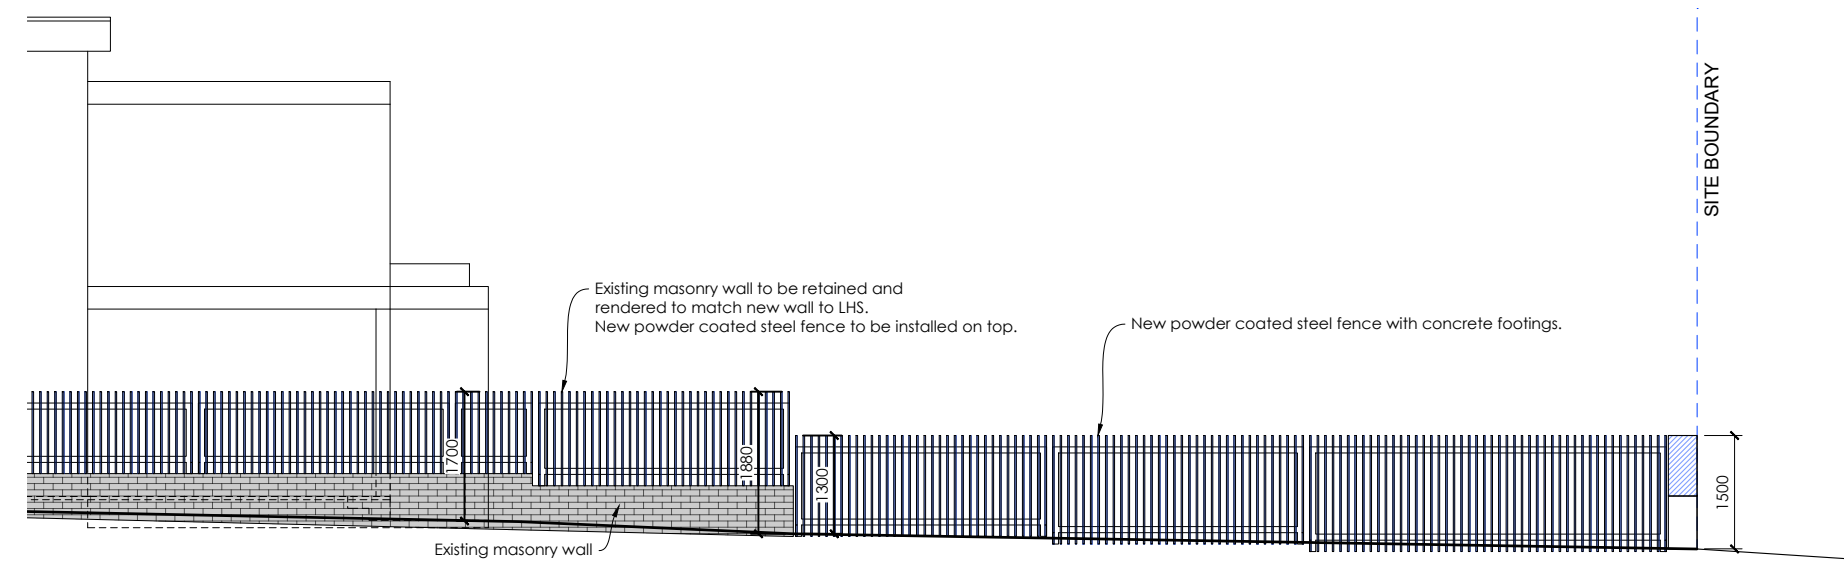 SITE BOUNDARY
Existing masonry wall to be retained and
rendered to match new wall to LHS.
New powder coated steel fence to be installed on top.
New powder coated steel fence with concrete footings.
1700
1880
1300
1500
Existing masonry wall